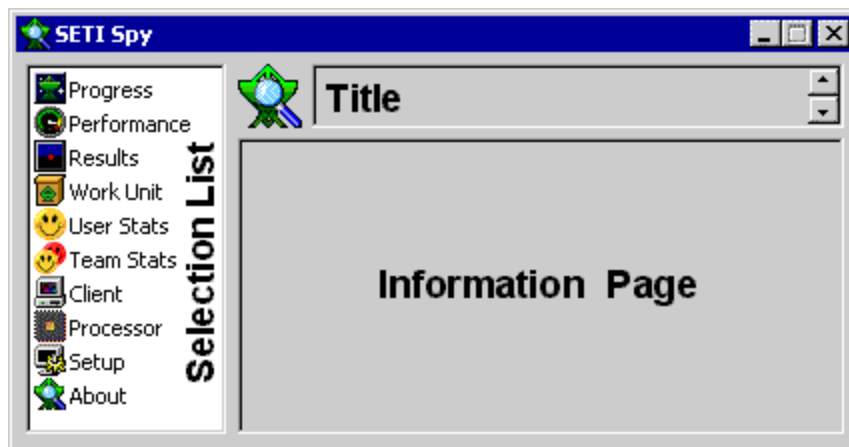 SETI Spy
Progress
Performance
Results
Work Unit
User Stats
Team Stats
Client
Processor
Setup
About
Selection List
Title
Information Page